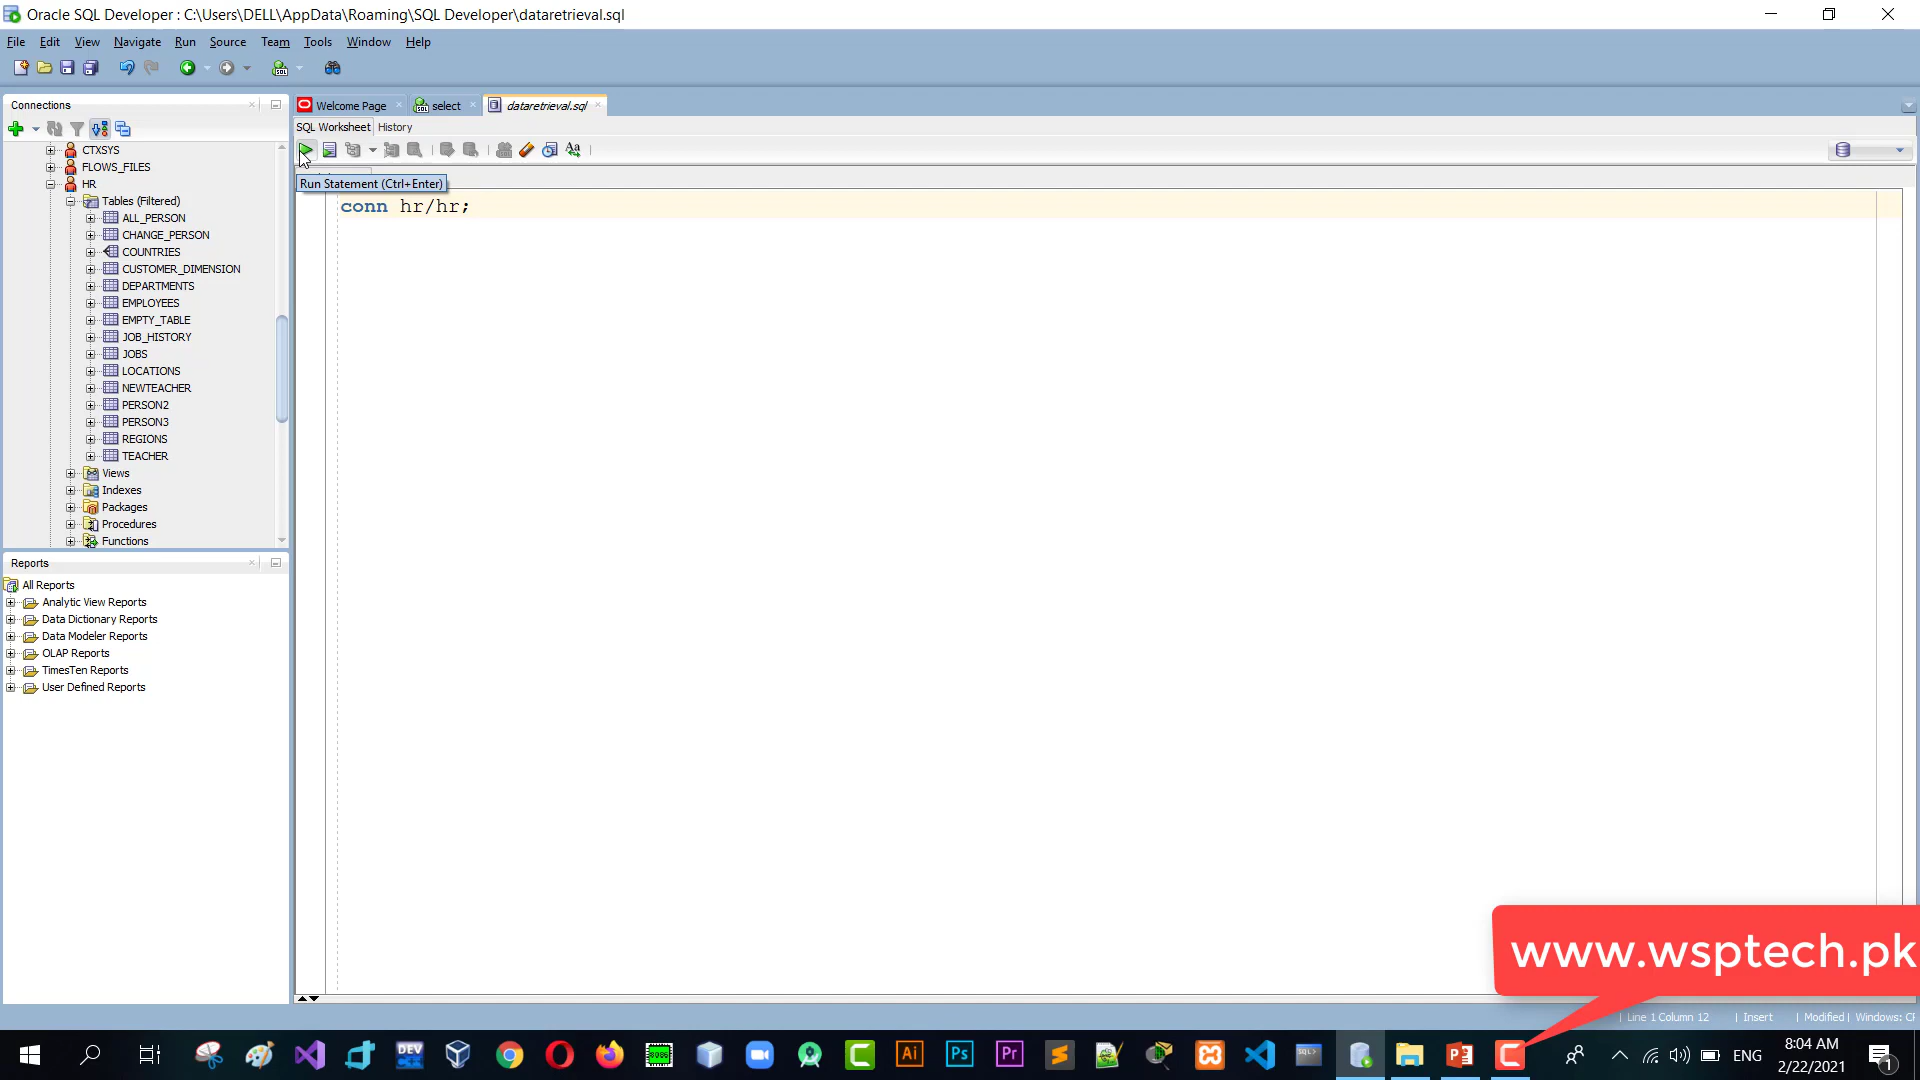 Oracle SQL Developer : C:\Users\DELL\AppData\Roaming\SQL Developer\dataretrieval.sql
File Edit View Navigate Run Source Team Tools Window Help
Connections
CTXSYS
FLOWS_FILES
HR
Tables (Filtered)
ALL_PERSON
CHANGE_PERSON
COUNTRIES
CUSTOMER_DIMENSION
DEPARTMENTS
EMPLOYEES
EMPTY_TABLE
JOB_HISTORY
JOBS
LOCATIONS
NEWTEACHER
PERSON2
PERSON3
REGIONS
TEACHER
Views
Indexes
Packages
Procedures
Functions
Reports
All Reports
Analytic View Reports
Data Dictionary Reports
Data Modeler Reports
OLAP Reports
TimesTen Reports
User Defined Reports
Welcome Page select dataretrieval.sql
SQL Worksheet History
Run Statement (Ctrl+Enter)
conn hr/hr;
www.wsptech.pk
Line 1 Column 12 Insert Modified Windows: CF
ENG
8:04 AM
2/22/2021
1